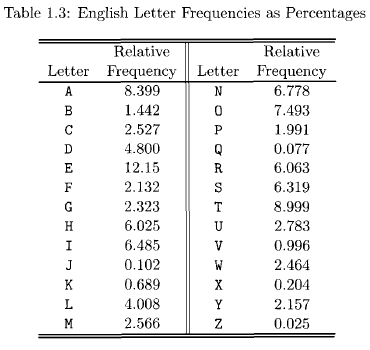 Table 1.3: English Letter Frequencies as Percentages
Relative Relative
Letter Frequency Letter Frequency
A 8.399 N 6.778
B 1.442 O 7.493
C 2.527 P 1.991
D 4.800 Q 0.077
E 12.15 R 6.063
F 2.132 S 6.319
G 2.323 T 8.999
H 6.025 U 2.783
I 6.485 V 0.996
J 0.102 W 2.464
K 0.689 X 0.204
L 4.008 Y 2.157
M 2.566 Z 0.025